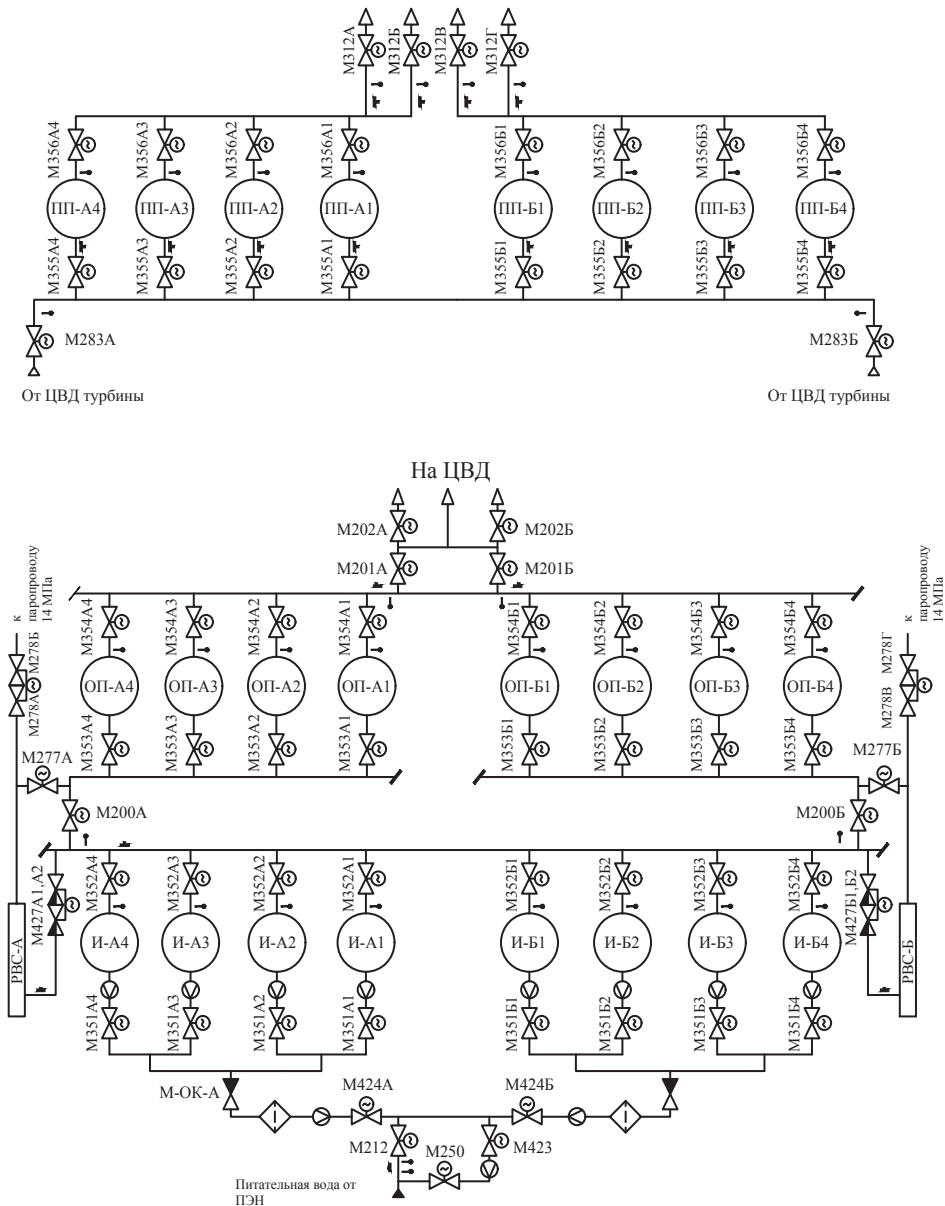 М312А
М312Б
М312В
М312Г
М356А4
М356А3
М356А2
М356А1
М356Б1
М356Б2
М356Б3
М356Б4
ПП-А4
ПП-А3
ПП-А2
ПП-А1
ПП-Б1
ПП-Б2
ПП-Б3
ПП-Б4
М355А4
М355А3
М355А2
М355А1
М355Б1
М355Б2
М355Б3
М355Б4
М283А
М283Б
От ЦВД турбины
От ЦВД турбины
На ЦВД
М202А
М202Б
М201А
М201Б
к
паропроводу
14 МПа
к
паропроводу
14 МПа
М278Б
М278А
М278Г
М278В
М354А4
М354А3
М354А2
М354А1
М354Б1
М354Б2
М354Б3
М354Б4
ОП-А4
ОП-А3
ОП-А2
ОП-А1
ОП-Б1
ОП-Б2
ОП-Б3
ОП-Б4
М353А4
М353А3
М353А2
М353А1
М353Б1
М353Б2
М353Б3
М353Б4
М277А
М277Б
М200А
М200Б
М352А4
М352А3
М352А2
М352А1
М352Б1
М352Б2
М352Б3
М352Б4
М427А1,А2
М427Б1,Б2
РВС-А
РВС-Б
И-А4
И-А3
И-А2
И-А1
И-Б1
И-Б2
И-Б3
И-Б4
М351А4
М351А3
М351А2
М351А1
М351Б1
М351Б2
М351Б3
М351Б4
М-ОК-А
М424А
М424Б
М212
М250
М423
Питательная вода от
ПЭН